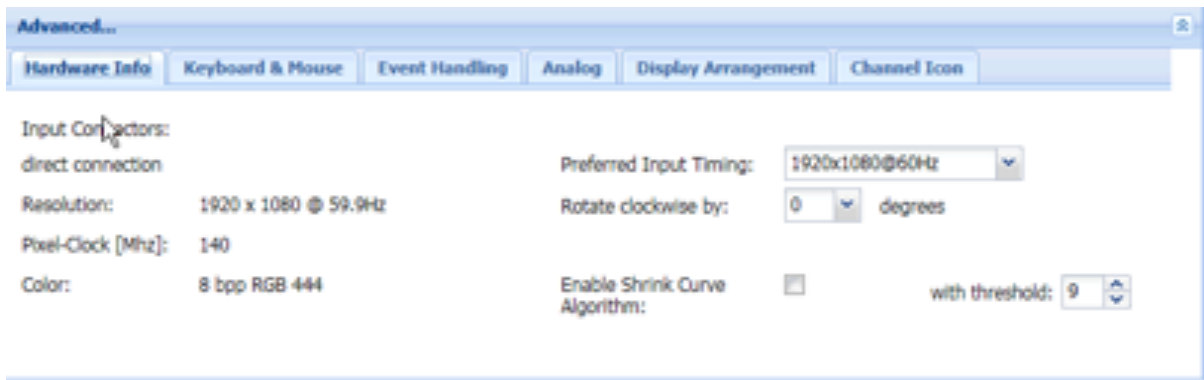 Advanced...
Hardware Info Keyboard & Mouse Event Handling Analog Display Arrangement Channel Icon
Input Connectors:
direct connection Preferred Input Timing: 1920x1080@60Hz
Resolution: 1920 x 1080 @ 59.9Hz Rotate clockwise by: 0 degrees
Pixel-Clock [Mhz]: 140
Color: 8 bpp RGB 444 Enable Shrink Curve Algorithm: with threshold: 9